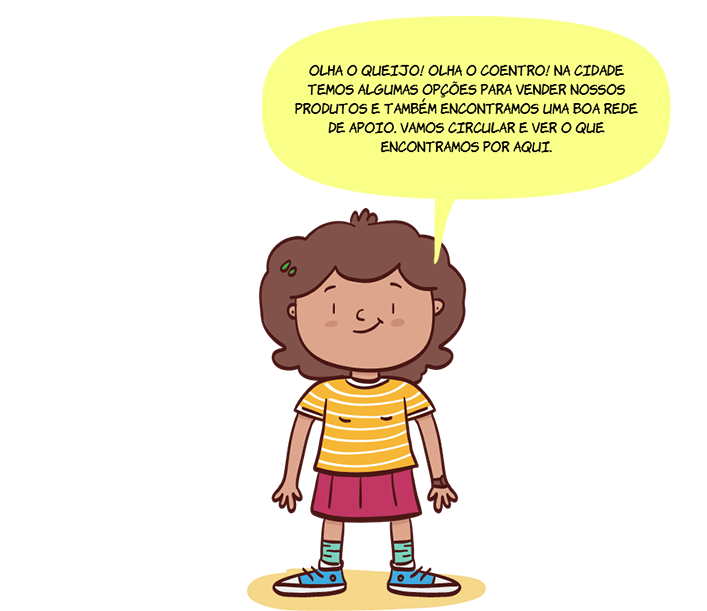 OLHA O QUEIJO! OLHA O COENTRO! NA CIDADE
TEMOS ALGUMAS OPÇÕES PARA VENDER NOSSOS
PRODUTOS E TAMBÉM ENCONTRAMOS UMA BOA REDE
DE APOIO. VAMOS CIRCULAR E VER O QUE
ENCONTRAMOS POR AQUI.